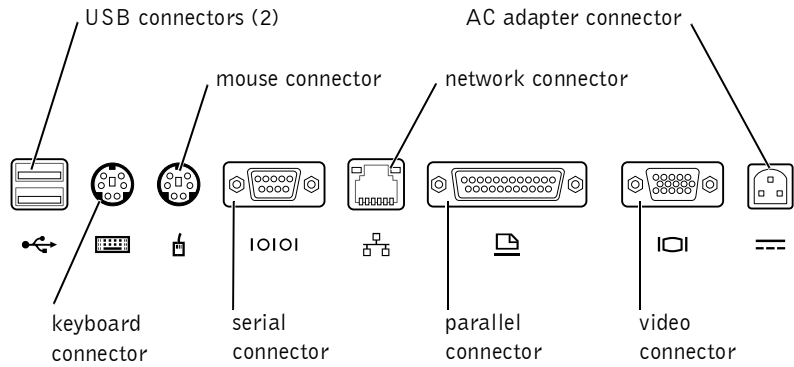 USB connectors (2)
AC adapter connector
mouse connector
network connector
IOIOI
keyboard
connector
serial
connector
parallel
connector
video
connector